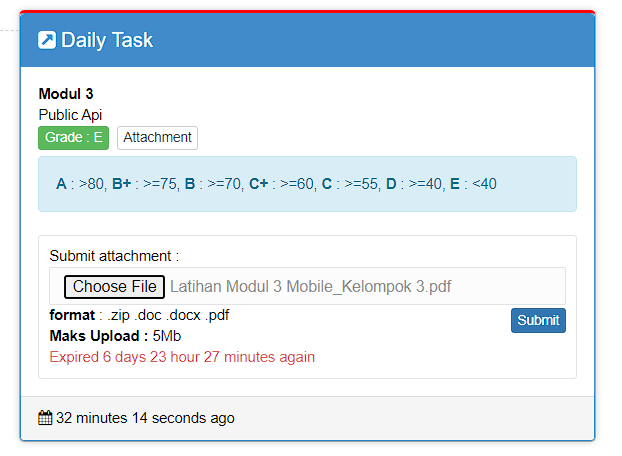 Daily Task
Modul 3
Public Api
Grade : E Attachment
A : >80, B+ : >=75, B : >=70, C+ : >=60, C : >=55, D : >=40, E : <40
Submit attachment :
Choose File Latihan Modul 3 Mobile_Kelompok 3.pdf
format : .zip .doc .docx .pdf
Submit
Maks Upload : 5Mb
Expired 6 days 23 hour 27 minutes again
32 minutes 14 seconds ago